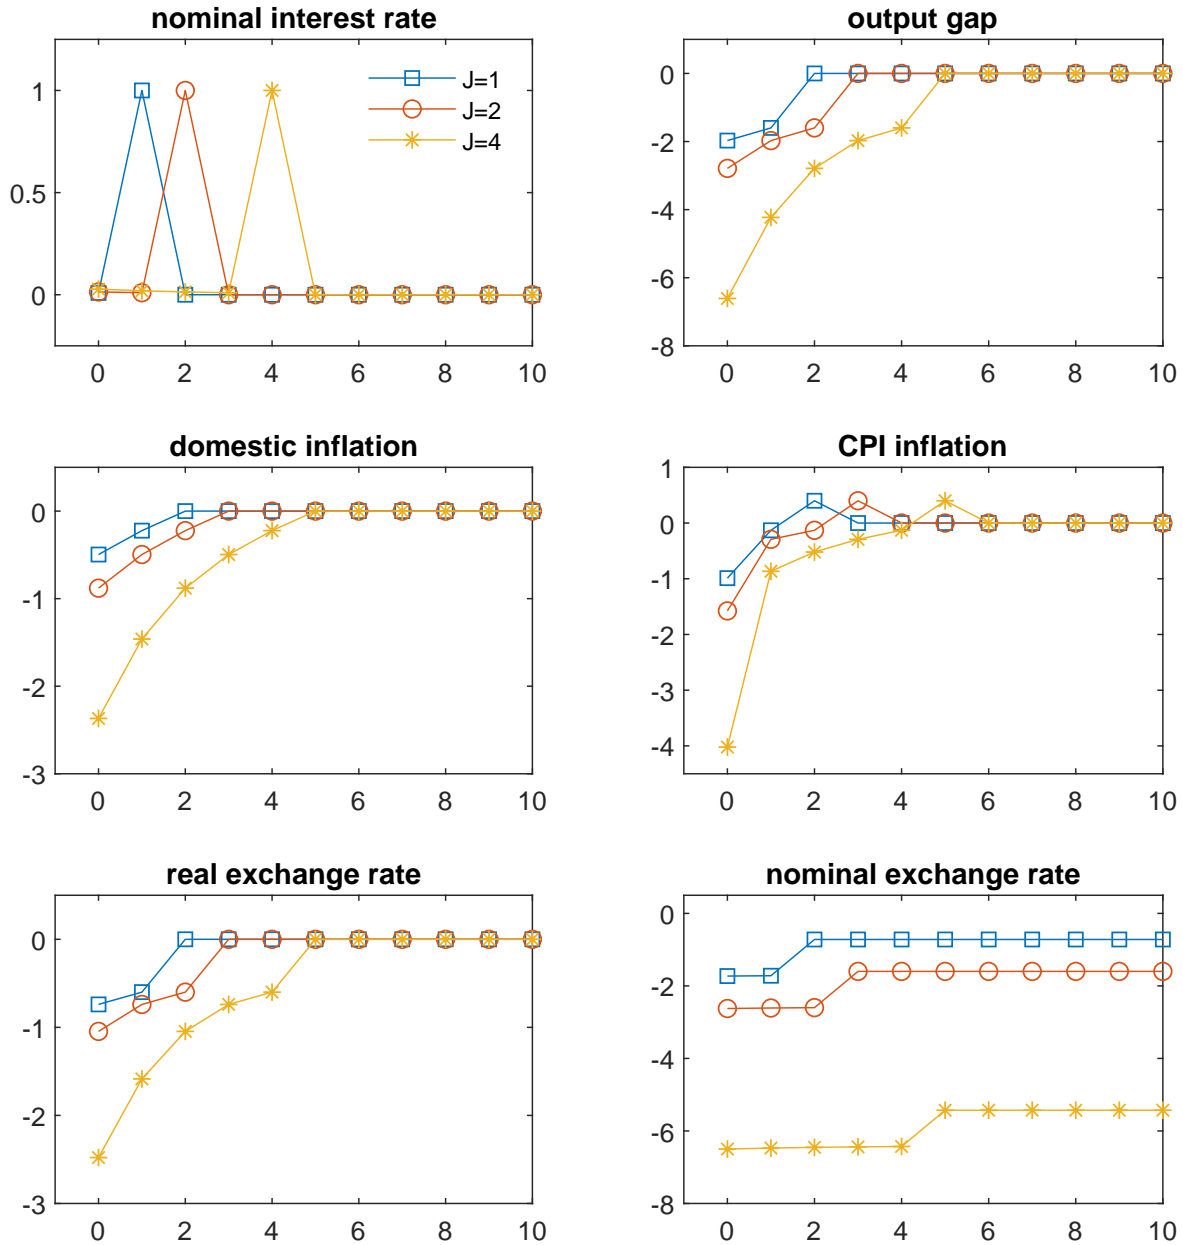 nominal interest rate
1
0.5
0
0 2 4 6 8 10
J=1
J=2
J=4
output gap
0
-2
-4
-6
-8
0 2 4 6 8 10
domestic inflation
0
-1
-2
-3
0 2 4 6 8 10
CPI inflation
1
0
-1
-2
-3
-4
0 2 4 6 8 10
real exchange rate
0
-1
-2
-3
0 2 4 6 8 10
nominal exchange rate
0
-2
-4
-6
-8
0 2 4 6 8 10